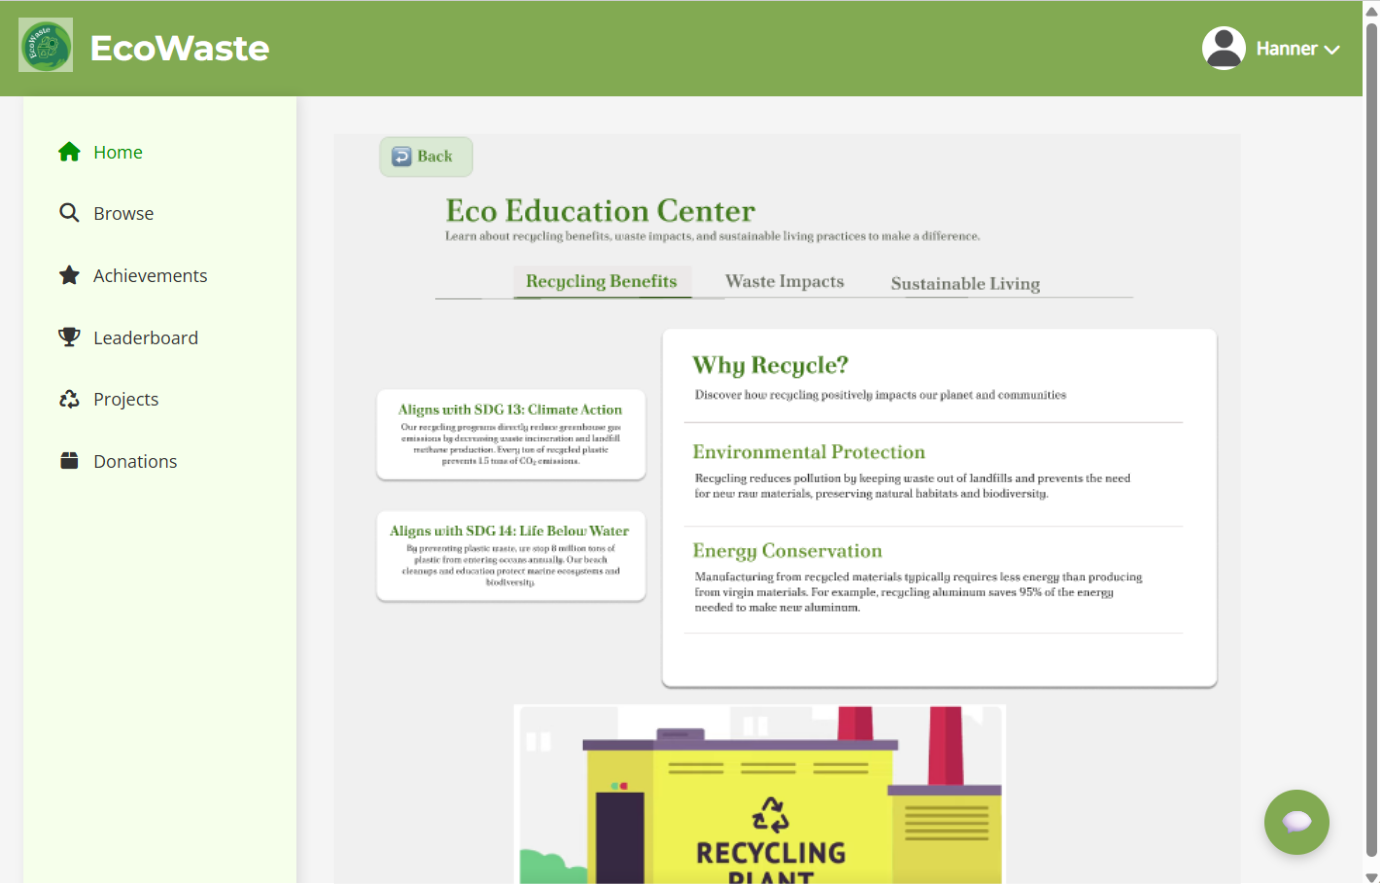 EcoWaste
EcoWaste
Hanner
Home
Browse
Achievements
Leaderboard
Projects
Donations
Back
Eco Education Center
Learn about recycling benefits, waste impacts, and sustainable living practices to make a difference.
Recycling Benefits
Waste Impacts
Sustainable Living
Aligns with SDG 13: Climate Action
Our recycling programs directly reduce greenhouse gas
emissions by decreasing waste incineration and landfill
methane production. Every ton of recycled plastic
prevents 1.5 tons of CO₂ emissions.
Aligns with SDG 14: Life Below Water
By preventing plastic waste, we stop 8 million tons of
plastic from entering oceans annually. Our beach
cleanups and education protect marine ecosystems and
biodiversity.
Why Recycle?
Discover how recycling positively impacts our planet and communities
Environmental Protection
Recycling reduces pollution by keeping waste out of landfills and prevents the need
for new raw materials, preserving natural habitats and biodiversity.
Energy Conservation
Manufacturing from recycled materials typically requires less energy than producing
from virgin materials. For example, recycling aluminum saves 95% of the energy
needed to make new aluminum.
RECYCLING
PLANT